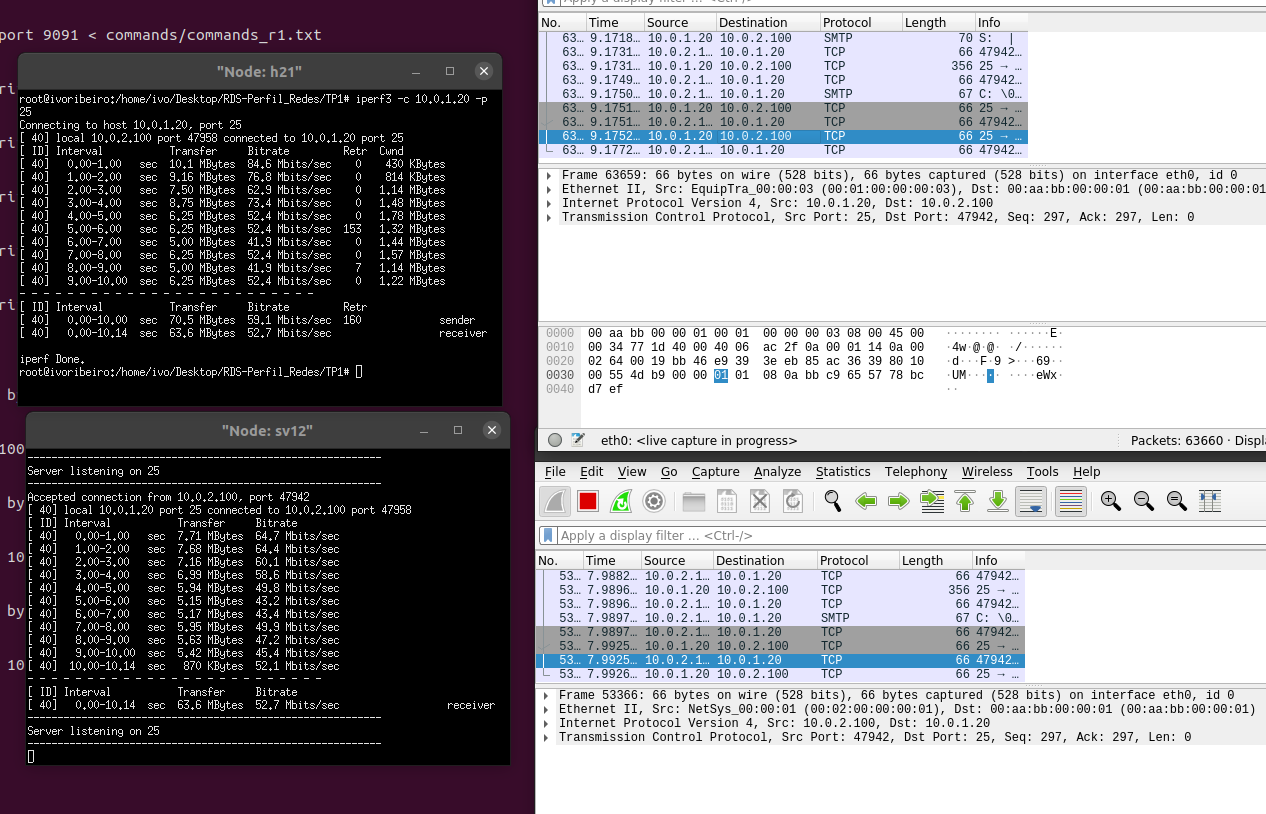 port 9091 < commands/commands_r1.txt
"Node: h21"
root@ivoribeiro:/home/ivo/Desktop/RDS-Perfil_Redes/TP1# iperf3 -c 10.0.1.20 -p
25
Connecting to host 10.0.1.20, port 25
[ 40] local 10.0.2.100 port 47958 connected to 10.0.1.20 port 25
[ ID] Interval Transfer Bitrate Retr Cwnd
[ 40] 0.00-1.00 sec 10.1 MBytes 84.6 Mbits/sec 0 430 KBytes
[ 40] 1.00-2.00 sec 9.16 MBytes 76.8 Mbits/sec 0 814 KBytes
[ 40] 2.00-3.00 sec 7.50 MBytes 62.9 Mbits/sec 0 1.14 MBytes
[ 40] 3.00-4.00 sec 8.75 MBytes 73.4 Mbits/sec 0 1.48 MBytes
[ 40] 4.00-5.00 sec 6.25 MBytes 52.4 Mbits/sec 0 1.78 MBytes
[ 40] 5.00-6.00 sec 6.25 MBytes 52.4 Mbits/sec 153 1.32 MBytes
[ 40] 6.00-7.00 sec 5.00 MBytes 41.9 Mbits/sec 0 1.44 MBytes
[ 40] 7.00-8.00 sec 6.25 MBytes 52.4 Mbits/sec 0 1.57 MBytes
[ 40] 8.00-9.00 sec 5.00 MBytes 41.9 Mbits/sec 7 1.14 MBytes
[ 40] 9.00-10.00 sec 6.25 MBytes 52.4 Mbits/sec 0 1.22 MBytes
- - - - - - - - - - - - - - - - - - - - - - - - -
[ ID] Interval Transfer Bitrate Retr
[ 40] 0.00-10.00 sec 70.5 MBytes 59.1 Mbits/sec 160 sender
[ 40] 0.00-10.14 sec 63.6 MBytes 52.7 Mbits/sec receiver
iperf Done.
root@ivoribeiro:/home/ivo/Desktop/RDS-Perfil_Redes/TP1#
ri
ri
ri
ri
ri
b
100
by
10
by
10
"Node: sv12"
-----------------------------------------------------------
Server listening on 25
-----------------------------------------------------------
Accepted connection from 10.0.2.100, port 47942
[ 40] local 10.0.1.20 port 25 connected to 10.0.2.100 port 47958
[ ID] Interval Transfer Bitrate
[ 40] 0.00-1.00 sec 7.71 MBytes 64.7 Mbits/sec
[ 40] 1.00-2.00 sec 7.68 MBytes 64.4 Mbits/sec
[ 40] 2.00-3.00 sec 7.16 MBytes 60.1 Mbits/sec
[ 40] 3.00-4.00 sec 6.99 MBytes 58.6 Mbits/sec
[ 40] 4.00-5.00 sec 5.94 MBytes 49.8 Mbits/sec
[ 40] 5.00-6.00 sec 5.15 MBytes 43.2 Mbits/sec
[ 40] 6.00-7.00 sec 5.17 MBytes 43.4 Mbits/sec
[ 40] 7.00-8.00 sec 5.95 MBytes 49.9 Mbits/sec
[ 40] 8.00-9.00 sec 5.63 MBytes 47.2 Mbits/sec
[ 40] 9.00-10.00 sec 5.42 MBytes 45.4 Mbits/sec
[ 40] 10.00-10.14 sec 870 KBytes 52.1 Mbits/sec
- - - - - - - - - - - - - - - - - - - - - - - - -
[ ID] Interval Transfer Bitrate
[ 40] 0.00-10.14 sec 63.6 MBytes 52.7 Mbits/sec receiver
-----------------------------------------------------------
Server listening on 25
-----------------------------------------------------------
Apply a display filter … <Ctrl-/>
No. Time Source Destination Protocol Length Info
63… 9.1718… 10.0.1.20 10.0.2.100 SMTP 70 S: |
63… 9.1731… 10.0.2.1… 10.0.1.20 TCP 66 47942…
63… 9.1731… 10.0.1.20 10.0.2.100 TCP 356 25 → …
63… 9.1749… 10.0.2.1… 10.0.1.20 TCP 66 47942…
63… 9.1750… 10.0.2.1… 10.0.1.20 SMTP 67 C: \0…
63… 9.1751… 10.0.1.20 10.0.2.100 TCP 66 25 → …
63… 9.1751… 10.0.2.1… 10.0.1.20 TCP 66 47942…
63… 9.1752… 10.0.1.20 10.0.2.100 TCP 66 25 → …
63… 9.1772… 10.0.2.1… 10.0.1.20 TCP 66 47942…
Frame 63659: 66 bytes on wire (528 bits), 66 bytes captured (528 bits) on interface eth0, id 0
Ethernet II, Src: EquipTra_00:00:03 (00:01:00:00:00:03), Dst: 00:aa:bb:00:00:01 (00:aa:bb:00:00:01
Internet Protocol Version 4, Src: 10.0.1.20, Dst: 10.0.2.100
Transmission Control Protocol, Src Port: 25, Dst Port: 47942, Seq: 297, Ack: 297, Len: 0
0000 00 aa bb 00 00 01 00 01 00 00 00 03 08 00 45 00 ········ ······E·
0010 00 34 77 1d 40 00 40 06 ac 2f 0a 00 01 14 0a 00 ·4w·@·@· ·/······
0020 02 64 00 19 bb 46 e9 39 3e eb 85 ac 36 39 80 10 ·d···F·9 >···69··
0030 00 55 4d b9 00 00 01 01 08 0a bb c9 65 57 78 bc ·UM····· ····eWx·
0040 d7 ef ··
eth0: <live capture in progress>
Packets: 63660 · Displa
File Edit View Go Capture Analyze Statistics Telephony Wireless Tools Help
Apply a display filter … <Ctrl-/>
No. Time Source Destination Protocol Length Info
53… 7.9882… 10.0.2.1… 10.0.1.20 TCP 66 47942…
53… 7.9896… 10.0.1.20 10.0.2.100 TCP 356 25 → …
53… 7.9896… 10.0.2.1… 10.0.1.20 TCP 66 47942…
53… 7.9897… 10.0.2.1… 10.0.1.20 SMTP 67 C: \0…
53… 7.9897… 10.0.2.1… 10.0.1.20 TCP 66 47942…
53… 7.9925… 10.0.1.20 10.0.2.100 TCP 66 25 → …
53… 7.9925… 10.0.2.1… 10.0.1.20 TCP 66 47942…
53… 7.9926… 10.0.1.20 10.0.2.100 TCP 66 25 → …
Frame 53366: 66 bytes on wire (528 bits), 66 bytes captured (528 bits) on interface eth0, id 0
Ethernet II, Src: NetSys_00:00:01 (00:02:00:00:00:01), Dst: 00:aa:bb:00:00:01 (00:aa:bb:00:00:01)
Internet Protocol Version 4, Src: 10.0.2.100, Dst: 10.0.1.20
Transmission Control Protocol, Src Port: 47942, Dst Port: 25, Seq: 297, Ack: 297, Len: 0